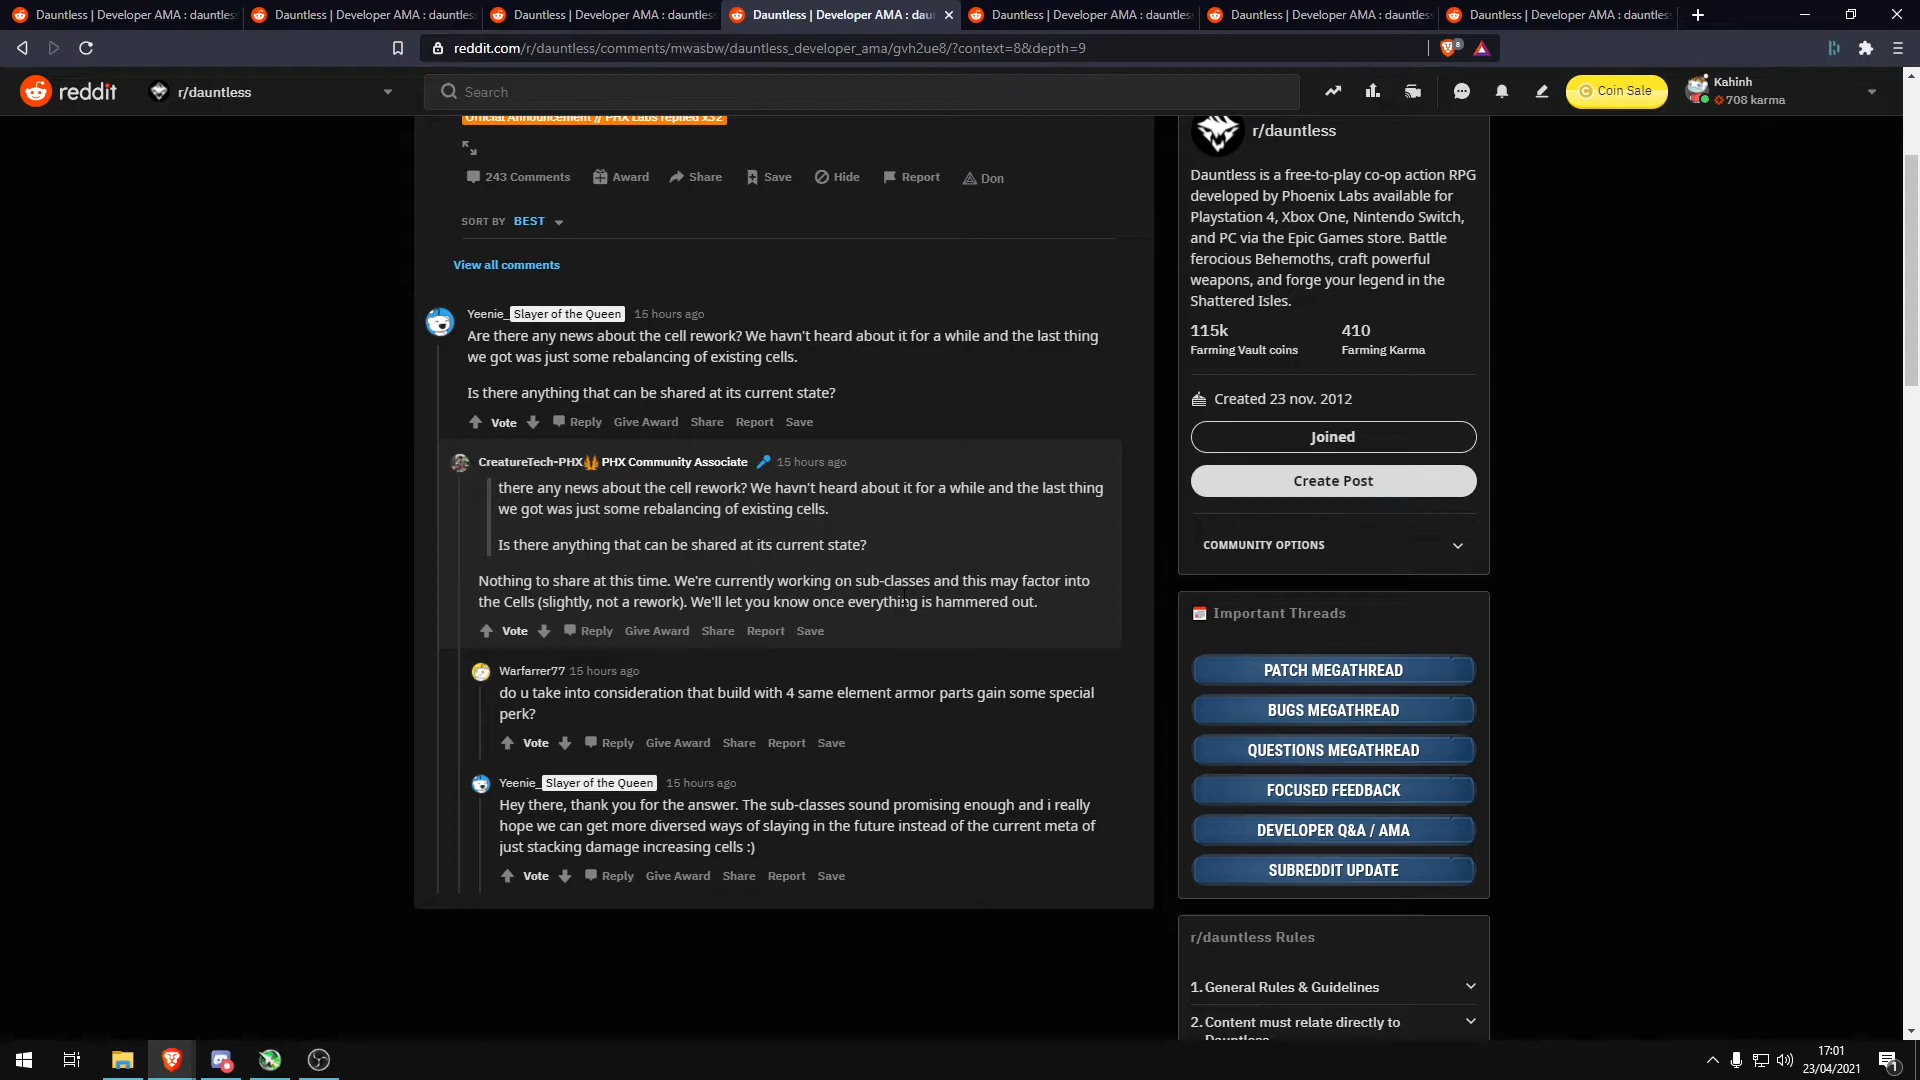 Dauntless | Developer AMA : dauntles
Dauntless | Developer AMA : dauntles
Dauntless | Developer AMA : dauntles
Dauntless | Developer AMA : dau
Dauntless | Developer AMA : dauntles
Dauntless | Developer AMA : dauntles
Dauntless | Developer AMA : dauntles
reddit.com/r/dauntless/comments/mwasbw/dauntless_developer_ama/gvh2ue8/?context=8&depth=9
8
reddit
r/dauntless
Search
Coin Sale
Kahinh
708 karma
Official Announcement // PHX Labs replied x32
243 Comments
Award
Share
Save
Hide
Report
Don
SORT BY BEST
View all comments
Yeenie_ Slayer of the Queen 15 hours ago
Are there any news about the cell rework? We havn't heard about it for a while and the last thing
we got was just some rebalancing of existing cells.
Is there anything that can be shared at its current state?
Vote Reply Give Award Share Report Save
CreatureTech-PHX PHX Community Associate 15 hours ago
there any news about the cell rework? We havn't heard about it for a while and the last thing
we got was just some rebalancing of existing cells.
Is there anything that can be shared at its current state?
Nothing to share at this time. We're currently working on sub-classes and this may factor into
the Cells (slightly, not a rework). We'll let you know once everything is hammered out.
Vote Reply Give Award Share Report Save
Warfarrer77 15 hours ago
do u take into consideration that build with 4 same element armor parts gain some special
perk?
Vote Reply Give Award Share Report Save
Yeenie_ Slayer of the Queen 15 hours ago
Hey there, thank you for the answer. The sub-classes sound promising enough and i really
hope we can get more diversed ways of slaying in the future instead of the current meta of
just stacking damage increasing cells :)
Vote Reply Give Award Share Report Save
r/dauntless
Dauntless is a free-to-play co-op action RPG
developed by Phoenix Labs available for
Playstation 4, Xbox One, Nintendo Switch,
and PC via the Epic Games store. Battle
ferocious Behemoths, craft powerful
weapons, and forge your legend in the
Shattered Isles.
115k 410
Farming Vault coins Farming Karma
Created 23 nov. 2012
Joined
Create Post
COMMUNITY OPTIONS
Important Threads
PATCH MEGATHREAD
BUGS MEGATHREAD
QUESTIONS MEGATHREAD
FOCUSED FEEDBACK
DEVELOPER Q&A / AMA
SUBREDDIT UPDATE
r/dauntless Rules
1. General Rules & Guidelines
2. Content must relate directly to
Dauntless
17:01
23/04/2021
1